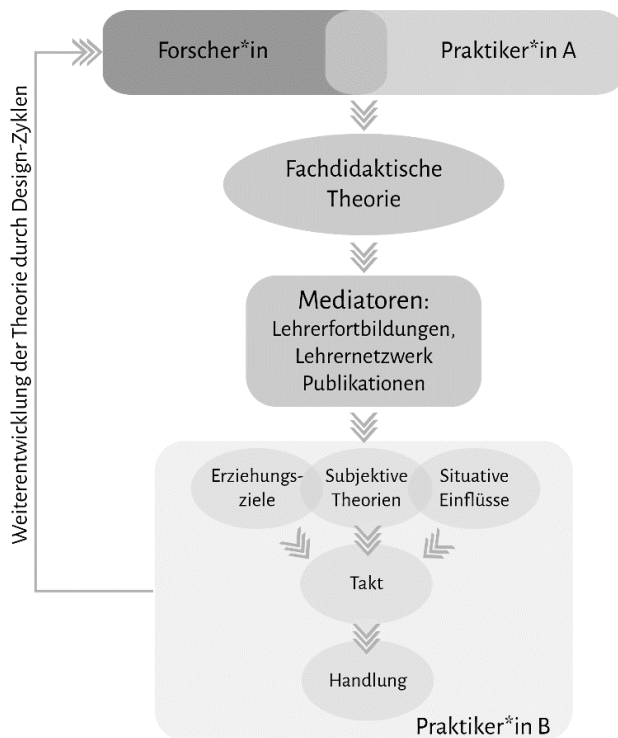 Forscher*in
Praktiker*in A
Fachdidaktische
Theorie
Mediatoren:
Lehrerfortbildungen,
Lehrernetzwerk
Publikationen
Erziehungs-
ziele
Subjektive
Theorien
Situative
Einflüsse
Takt
Handlung
Praktiker*in B
Weiterentwicklung der Theorie durch Design-Zyklen